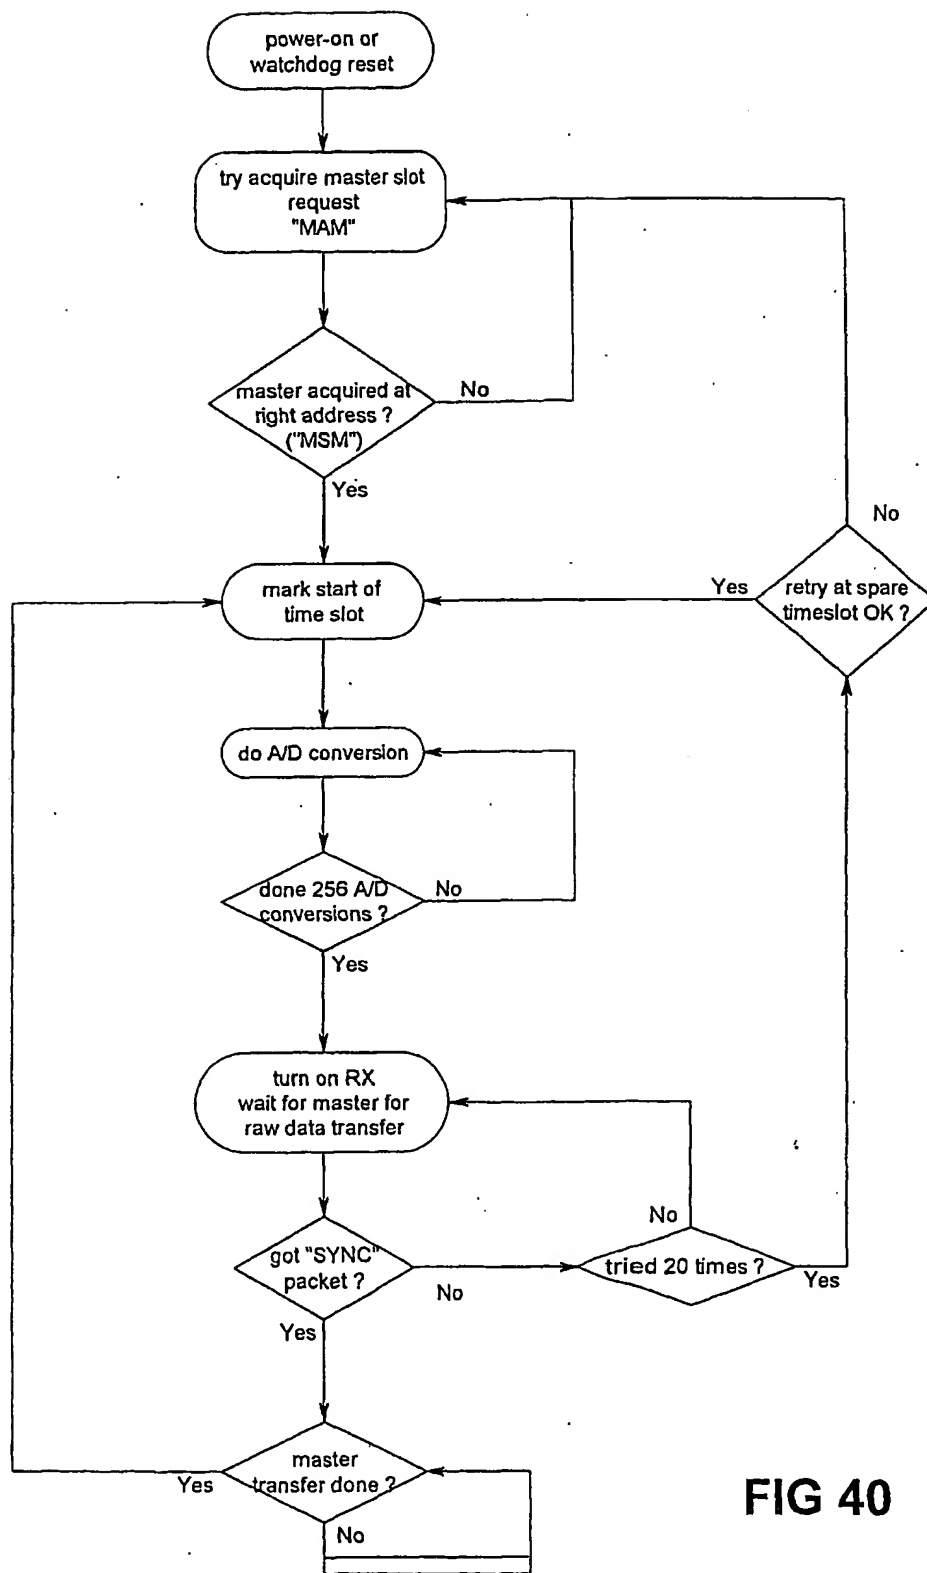 power-on or
watchdog reset
try acquire master slot
request
"MAM"
master acquired at
right address ?
("MSM")
No
Yes
mark start of
time slot
Yes
No
retry at spare
timeslot OK ?
do A/D conversion
done 256 A/D
conversions ?
No
Yes
turn on RX
wait for master for
raw data transfer
got "SYNC"
packet ?
No
tried 20 times ?
No
Yes
Yes
master
transfer done ?
Yes
No
FIG 40